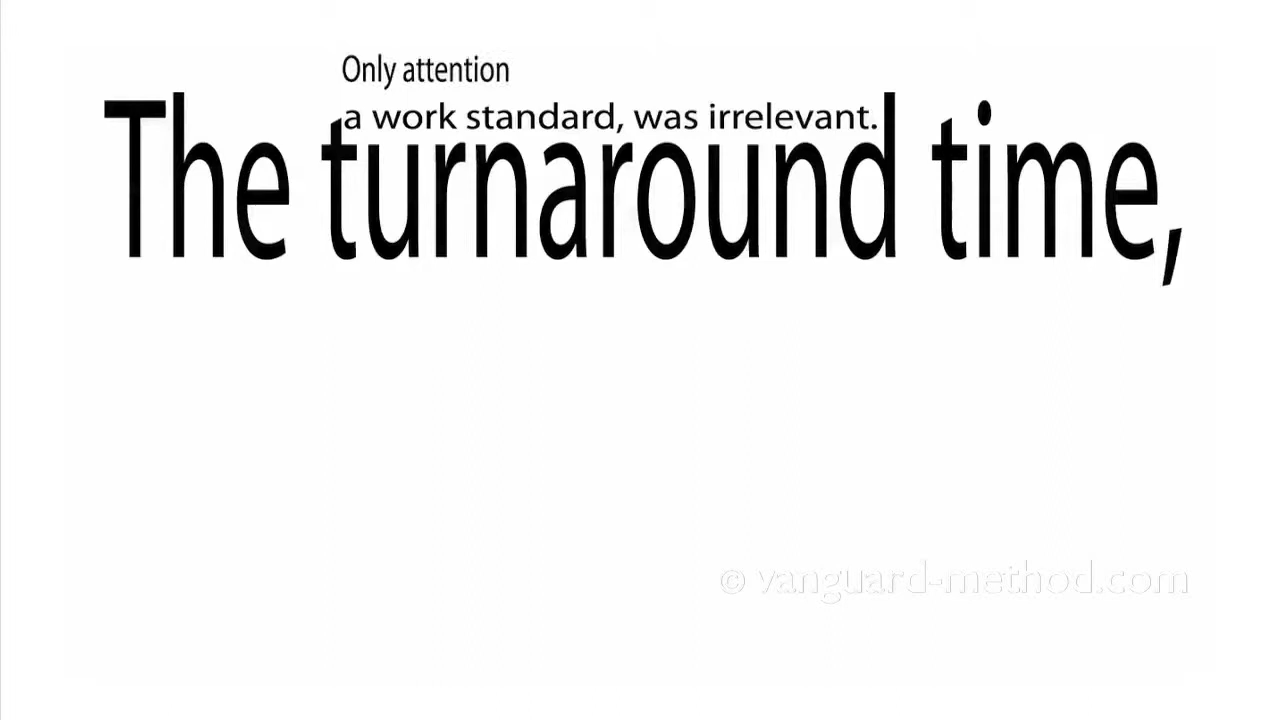 Only attention
a work standard, was irrelevant.
The turnaround time,
© vanguard-method.com